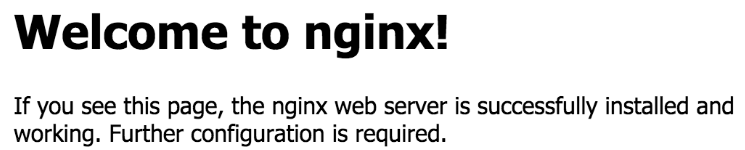 Welcome to nginx!
If you see this page, the nginx web server is successfully installed and
working. Further configuration is required.